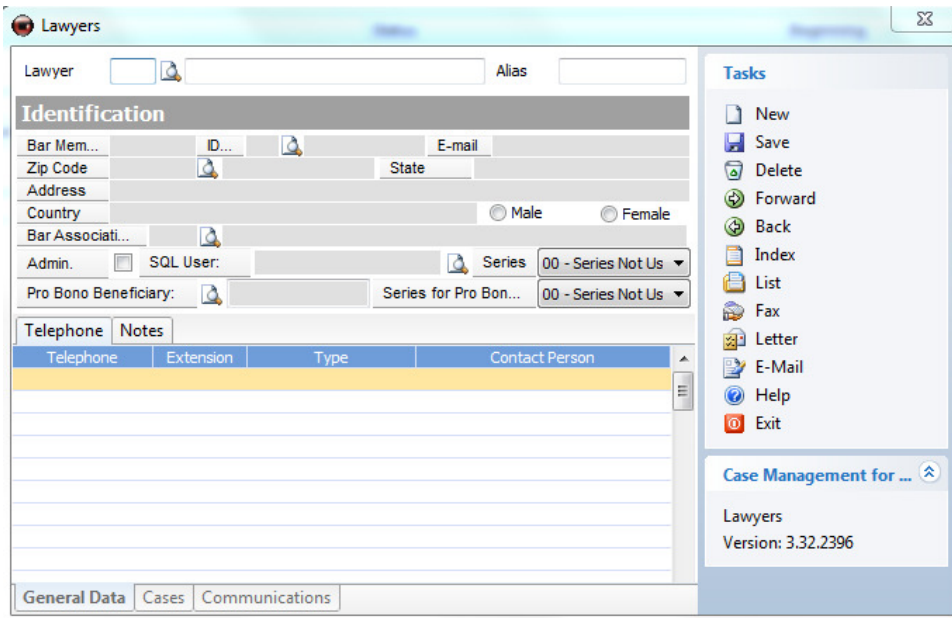 Lawyers
Lawyer Alias
Identification
Bar Mem... ID... E-mail
Zip Code State
Address
Country Male Female
Bar Associati...
Admin. SQL User: Series 00 - Series Not Us
Pro Bono Beneficiary: Series for Pro Bon... 00 - Series Not Us
Telephone Notes
Telephone Extension Type Contact Person
General Data Cases Communications
Tasks
New
Save
Delete
Forward
Back
Index
List
Fax
Letter
E-Mail
Help
Exit
Case Management for ...
Lawyers
Version: 3.32.2396